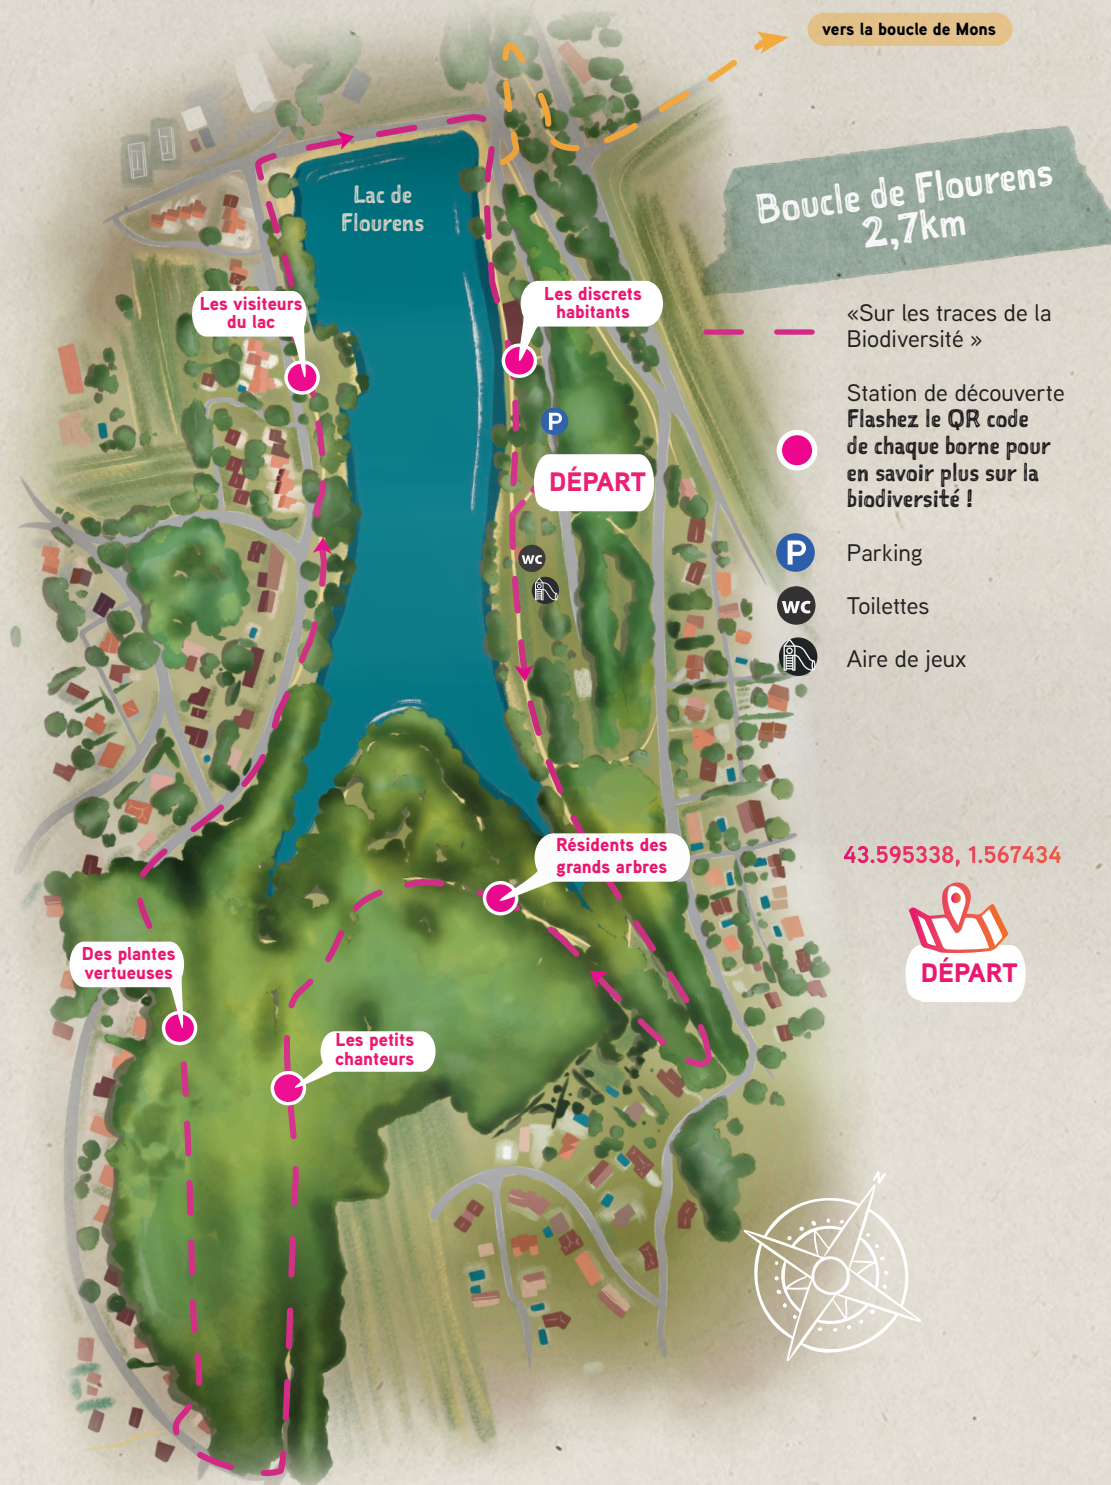 vers la boucle de Mons
Boucle de Flourens
2,7km
Lac de
Flourens
Les visiteurs
du lac
Les discrets
habitants
«Sur les traces de la
Biodiversité »
Station de découverte
Flashez le QR code
de chaque borne pour
en savoir plus sur la
biodiversité !
P
DÉPART
wc
P
Parking
wc
Toilettes
Aire de jeux
Résidents des
grands arbres
43.595338, 1.567434
DÉPART
Des plantes
vertueuses
Les petits
chanteurs
N